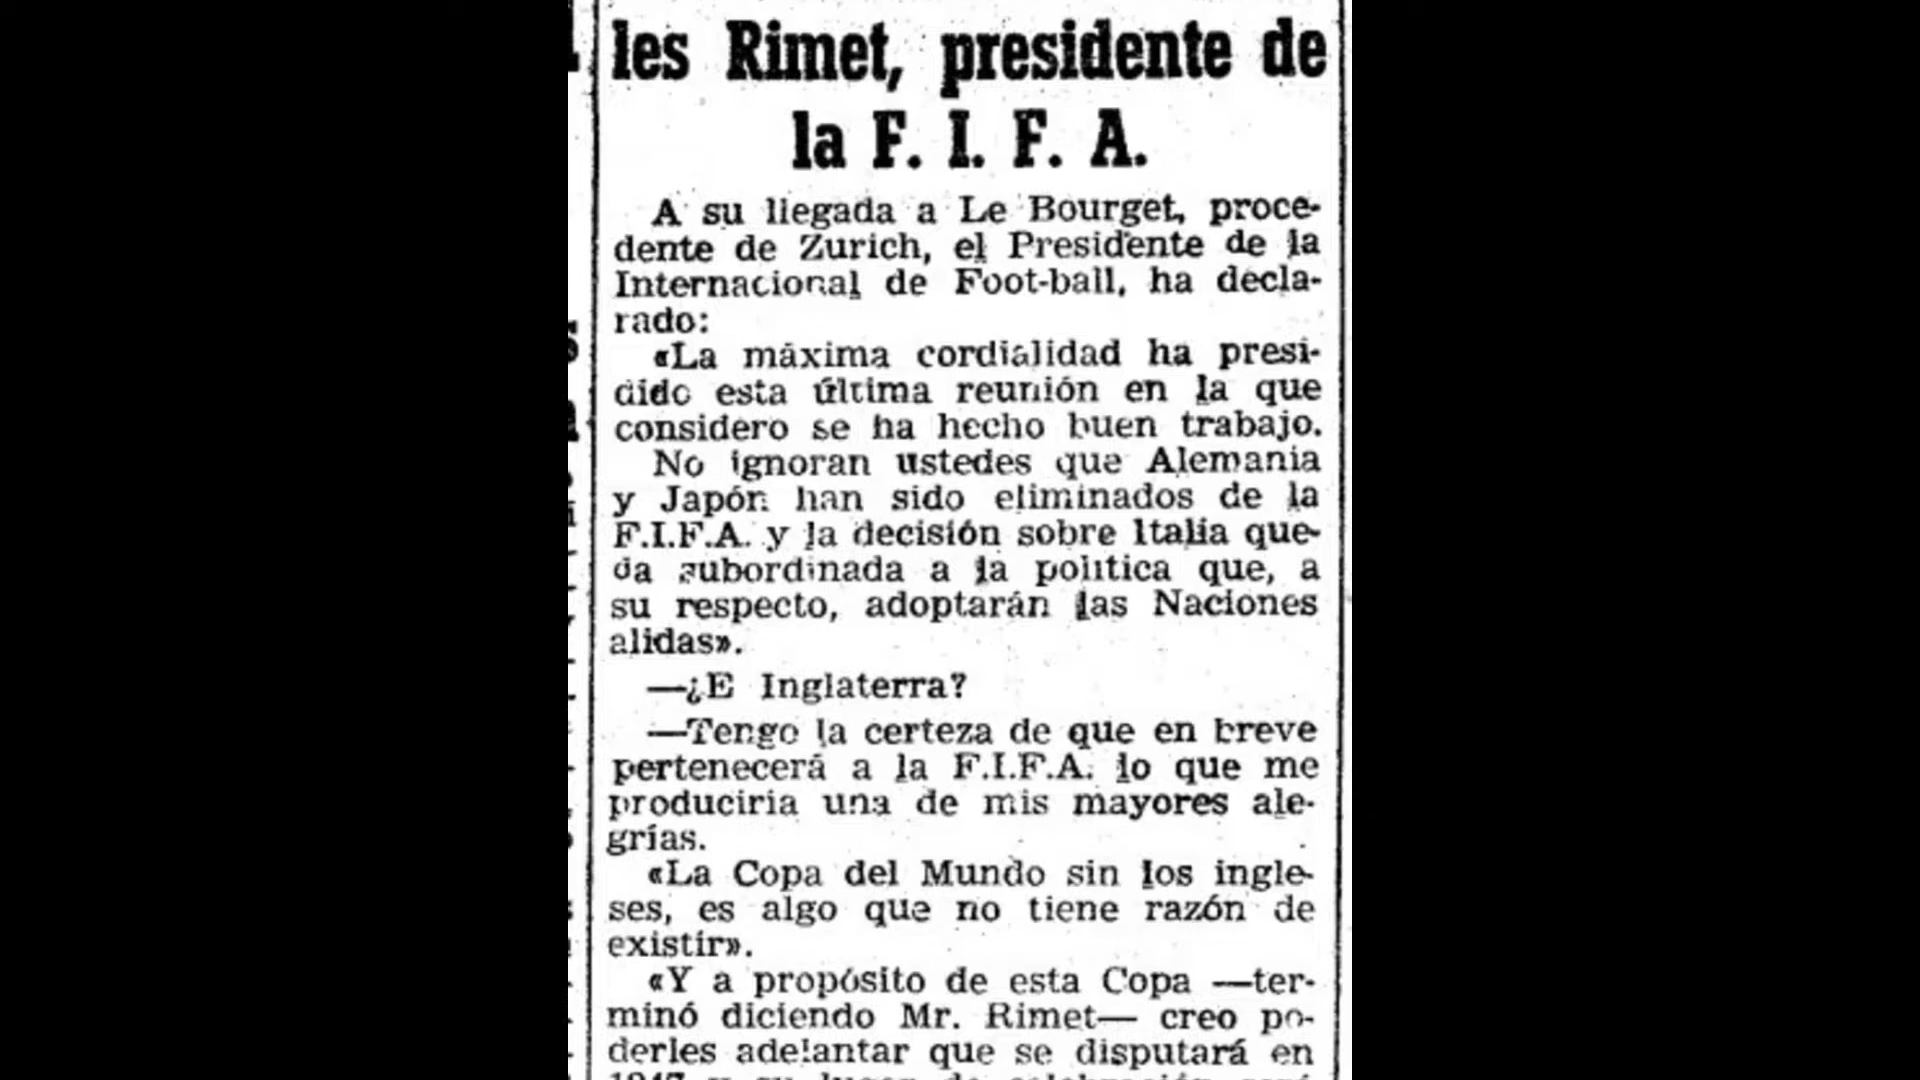 les Rimet, presidente de
la F. I. F. A.
A su llegada a Le Bourget, proce-
dente de Zurich, el Presidente de la
Internacional de Foot-ball, ha decla-
rado:
«La máxima cordialidad ha presi-
dido esta última reunión en la que
considero se ha hecho buen trabajo.
No ignoran ustedes que Alemania
y Japón han sido eliminados de la
F.I.F.A. y la decisión sobre Italia que-
da subordinada a la política que, a
su respecto, adoptarán las Naciones
alidas».
—¿E Inglaterra?
—Tengo la certeza de que en breve
pertenecerá a la F.I.F.A. lo que me
produciria una de mis mayores ale-
grías.
«La Copa del Mundo sin los ingle-
ses, es algo que no tiene razón de
existir».
«Y a propósito de esta Copa —ter-
minó diciendo Mr. Rimet— creo po-
derles adelantar que se disputará en